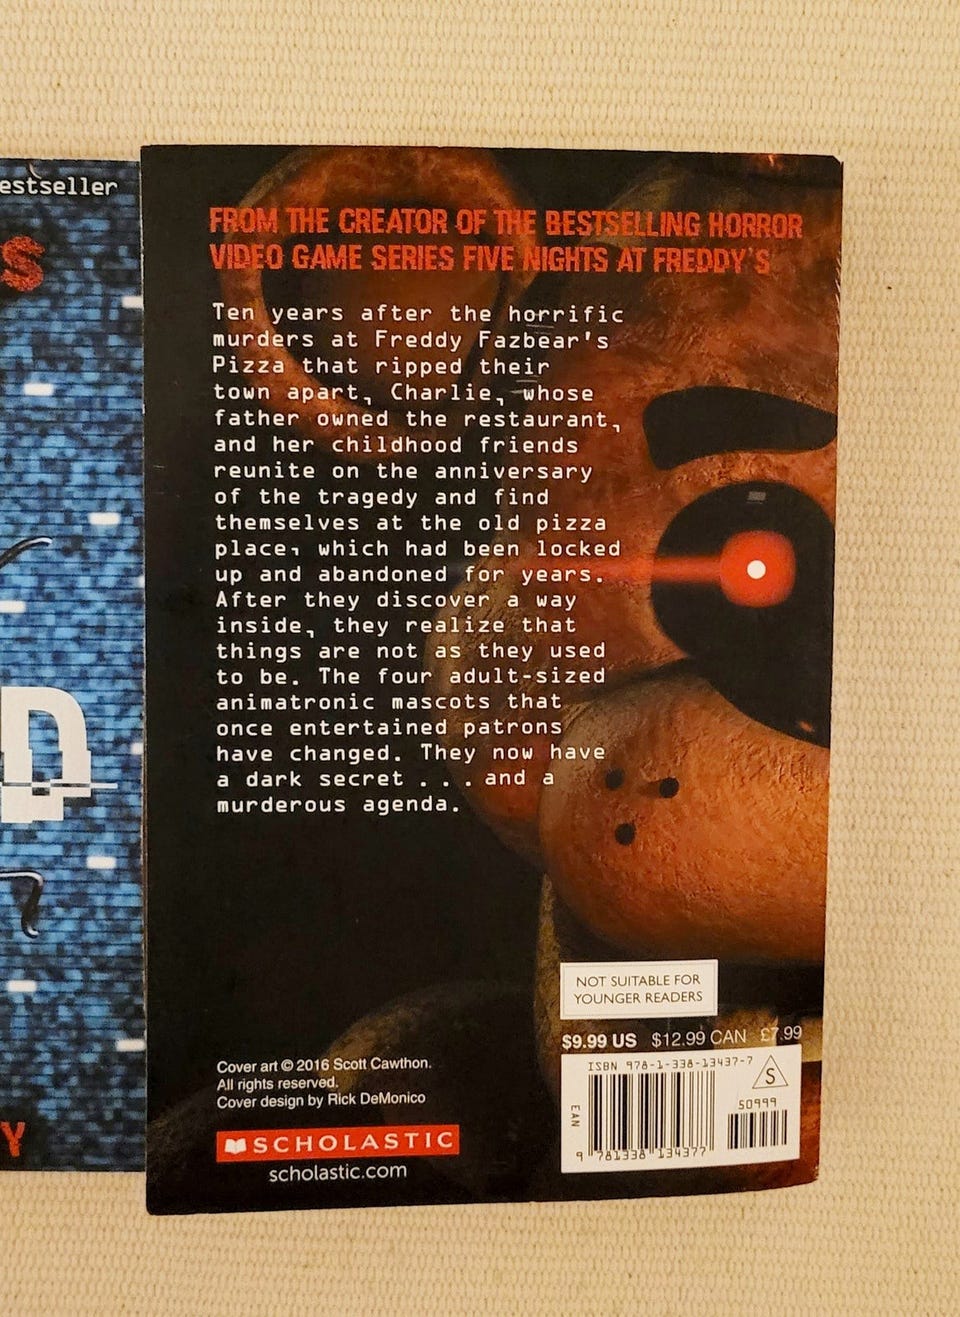 estseller
S
Y
FROM THE CREATOR OF THE BESTSELLING HORROR
VIDEO GAME SERIES FIVE NIGHTS AT FREDDY'S
Ten years after the horrific
murders at Freddy Fazbear's
Pizza that ripped their
town apart, Charlie, whose
father owned the restaurant,
and her childhood friends
reunite on the anniversary
of the tragedy and find
themselves at the old pizza
place, which had been locked
up and abandoned for years.
After they discover a way
inside, they realize that
things are not as they used
to be. The four adult-sized
animatronic mascots that
once entertained patrons
have changed. They now have
a dark secret . . . and a
murderous agenda.
NOT SUITABLE FOR
YOUNGER READERS
$9.99 US $12.99 CAN £7.99
ISBN 978-1-338-13437-7
S
50999
EAN
9 781338 134377
Cover art © 2016 Scott Cawthon.
All rights reserved.
Cover design by Rick DeMonico
SCHOLASTIC
scholastic.com